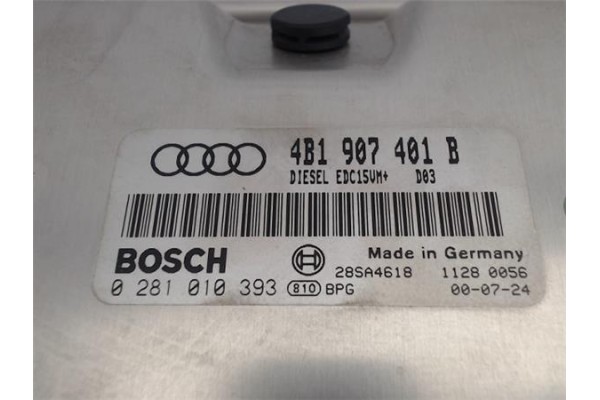 4B1 907 401 B
DIESEL EDC15VM+ D03
BOSCH
Made in Germany
28SA4618 1128 0056
0 281 010 393 810 BPG 00-07-24